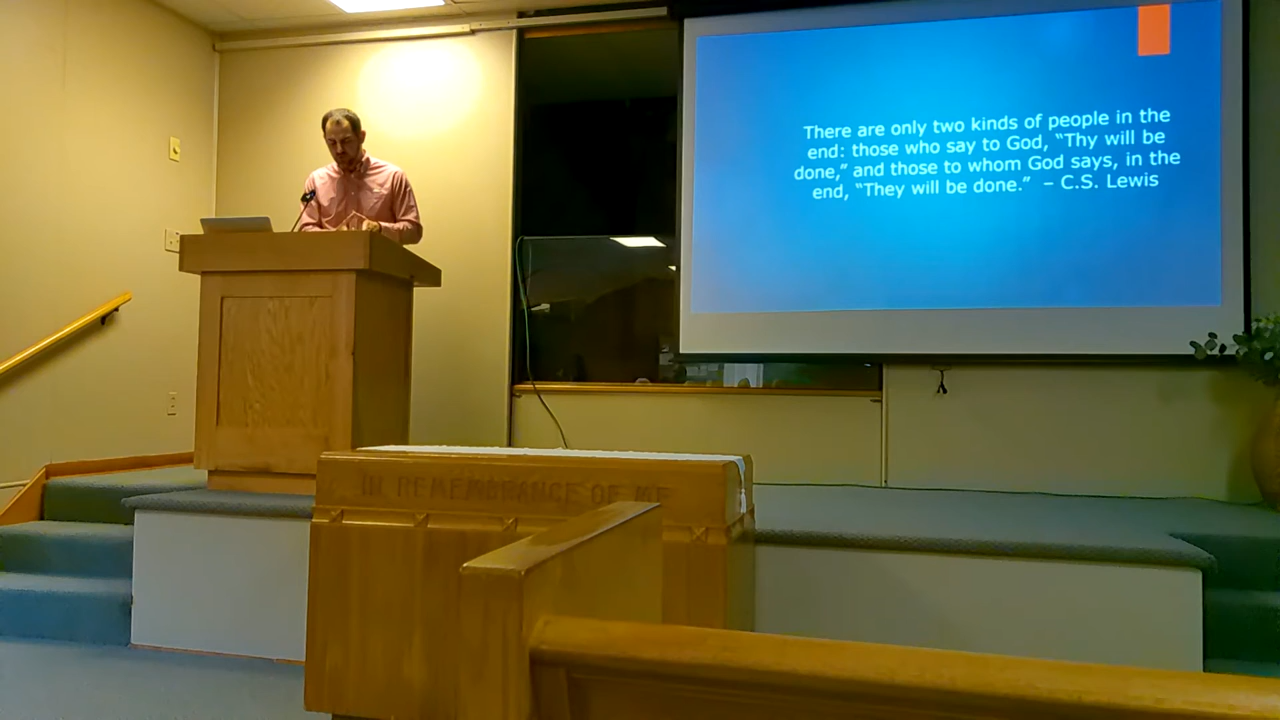 There are only two kinds of people in the
end: those who say to God, “Thy will be
done,” and those to whom God says, in the
end, “They will be done.”  – C.S. Lewis
IN REMEMBRANCE OF ME